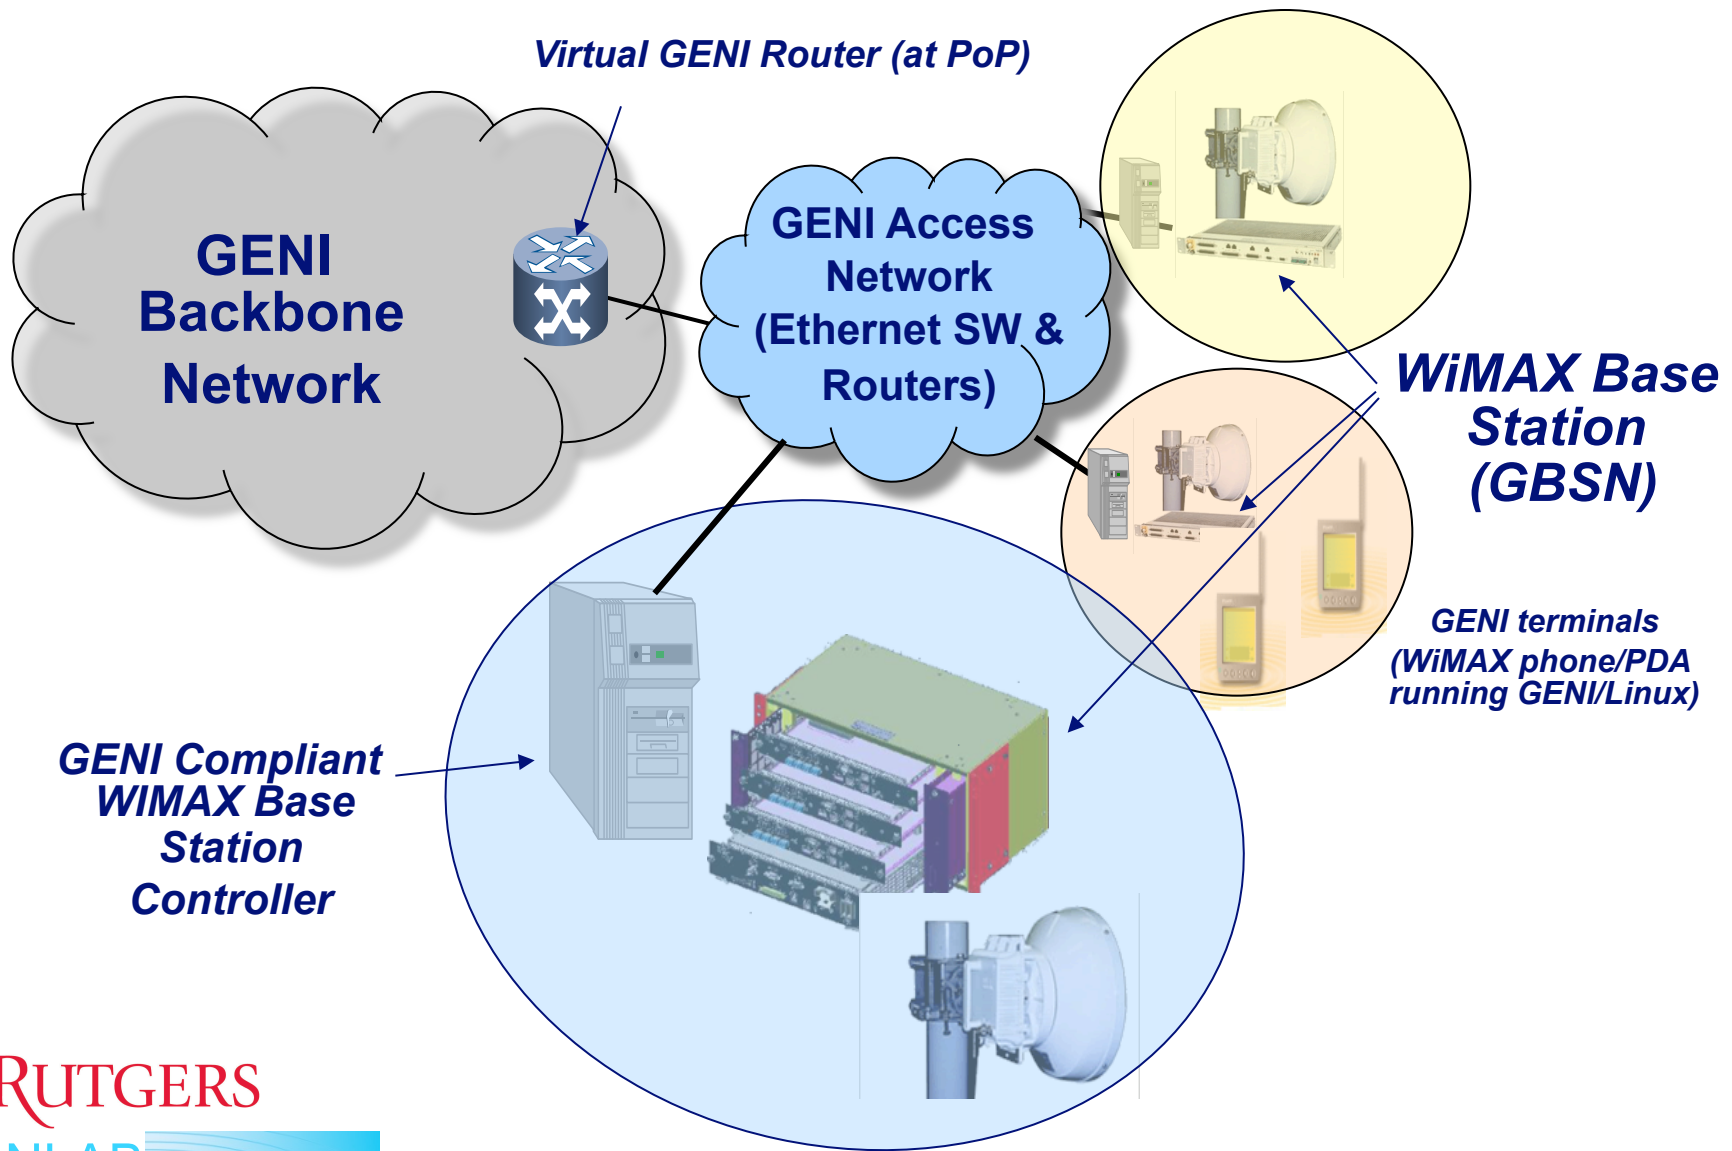 Virtual GENI Router (at PoP)
GENI
Backbone
Network
GENI Access
Network
(Ethernet SW &
Routers)
WiMAX Base
Station
(GBSN)
GENI terminals
(WiMAX phone/PDA
running GENI/Linux)
GENI Compliant
WIMAX Base
Station
Controller
RUTGERS